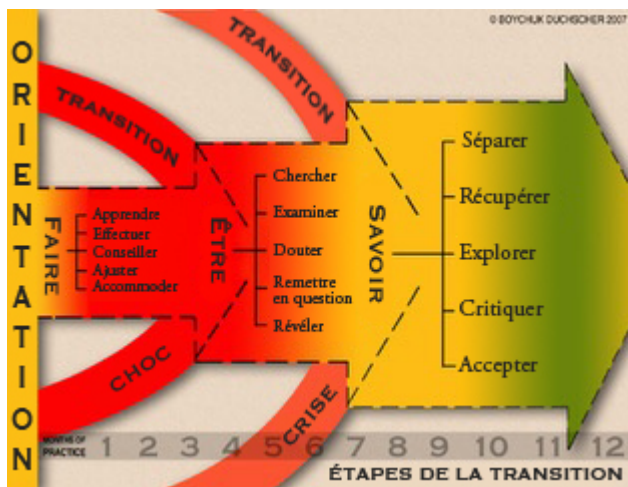 © BOYCHUK DUCHSCHER 2007
ORIENTATION
TRANSITION
TRANSITION
FAIRE
Apprendre
Effectuer
Conseiller
Ajuster
Accommoder
ÊTRE
Chercher
Examiner
Douter
Remettre
en question
Révéler
SAVOIR
Séparer
Récupérer
Explorer
Critiquer
Accepter
CHOC
CRISE
MONTHS OF
PRACTICE
1 2 3 4 5 6 7 8 9 10 11 12
ÉTAPES DE LA TRANSITION